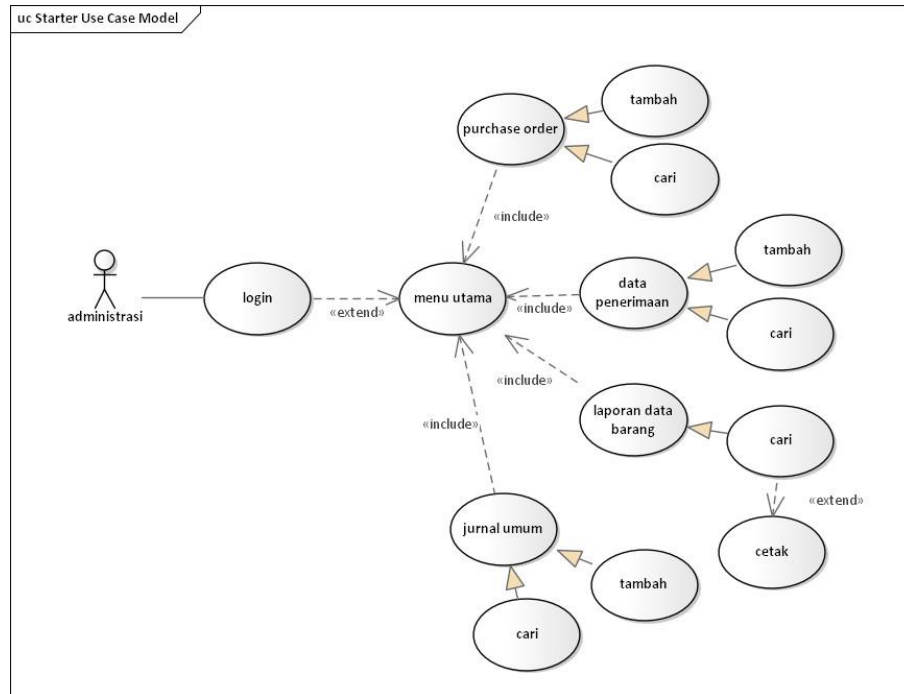 uc Starter Use Case Model
tambah
purchase order
cari
«include»
tambah
data
penerimaan
administrasi
login
«extend»
menu utama
«include»
cari
«include»
laporan data
barang
cari
«include»
«extend»
jurnal umum
cetak
tambah
cari